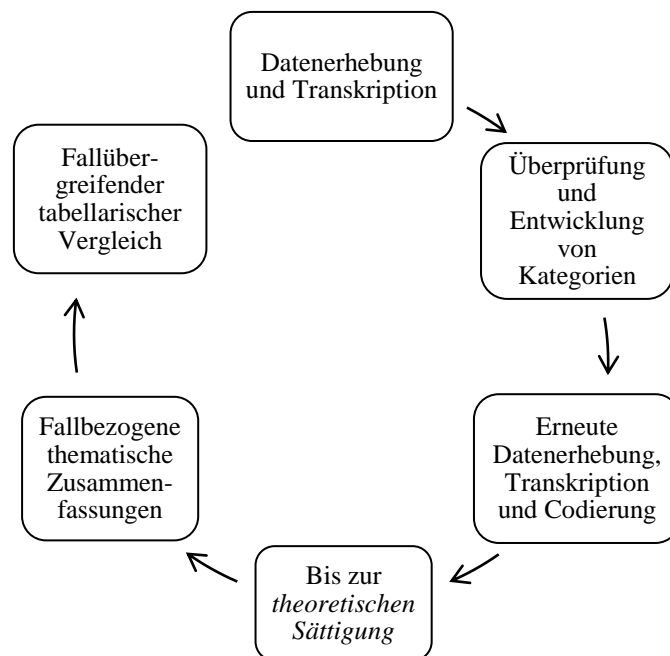 Datenerhebung
und Transkription
Überprüfung
und
Entwicklung
von
Kategorien
Erneute
Datenerhebung,
Transkription
und Codierung
Bis zur
theoretischen
Sättigung
Fallbezogene
thematische
Zusammen-
fassungen
Fallüber-
greifender
tabellarischer
Vergleich